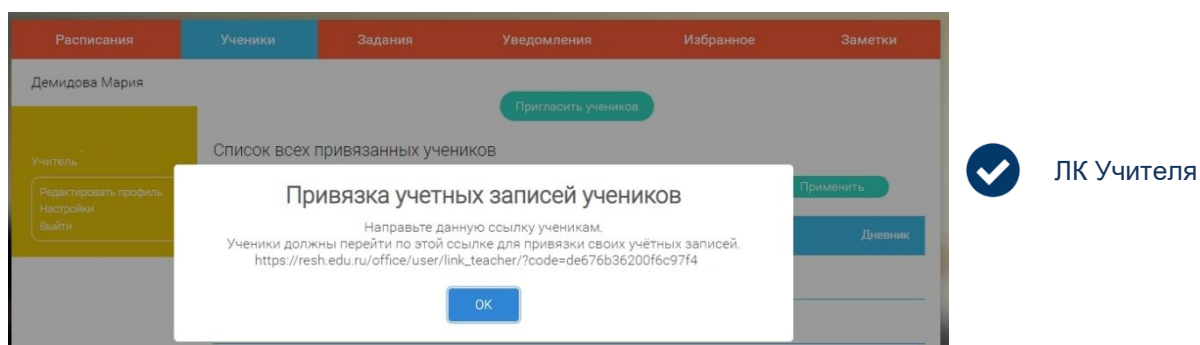 Расписания Ученики Задания Уведомления Избранное Заметки
Демидова Мария
Пригласить учеников
Список всех привязанных учеников
Учитель
Редактировать профиль
Настройки
Выйти
Применить
Дневник
Привязка учетных записей учеников
Направьте данную ссылку ученикам.
Ученики должны перейти по этой ссылке для привязки своих учётных записей.
https://resh.edu.ru/office/user/link_teacher/?code=de676b36200f6c97f4
OK
ЛК Учителя